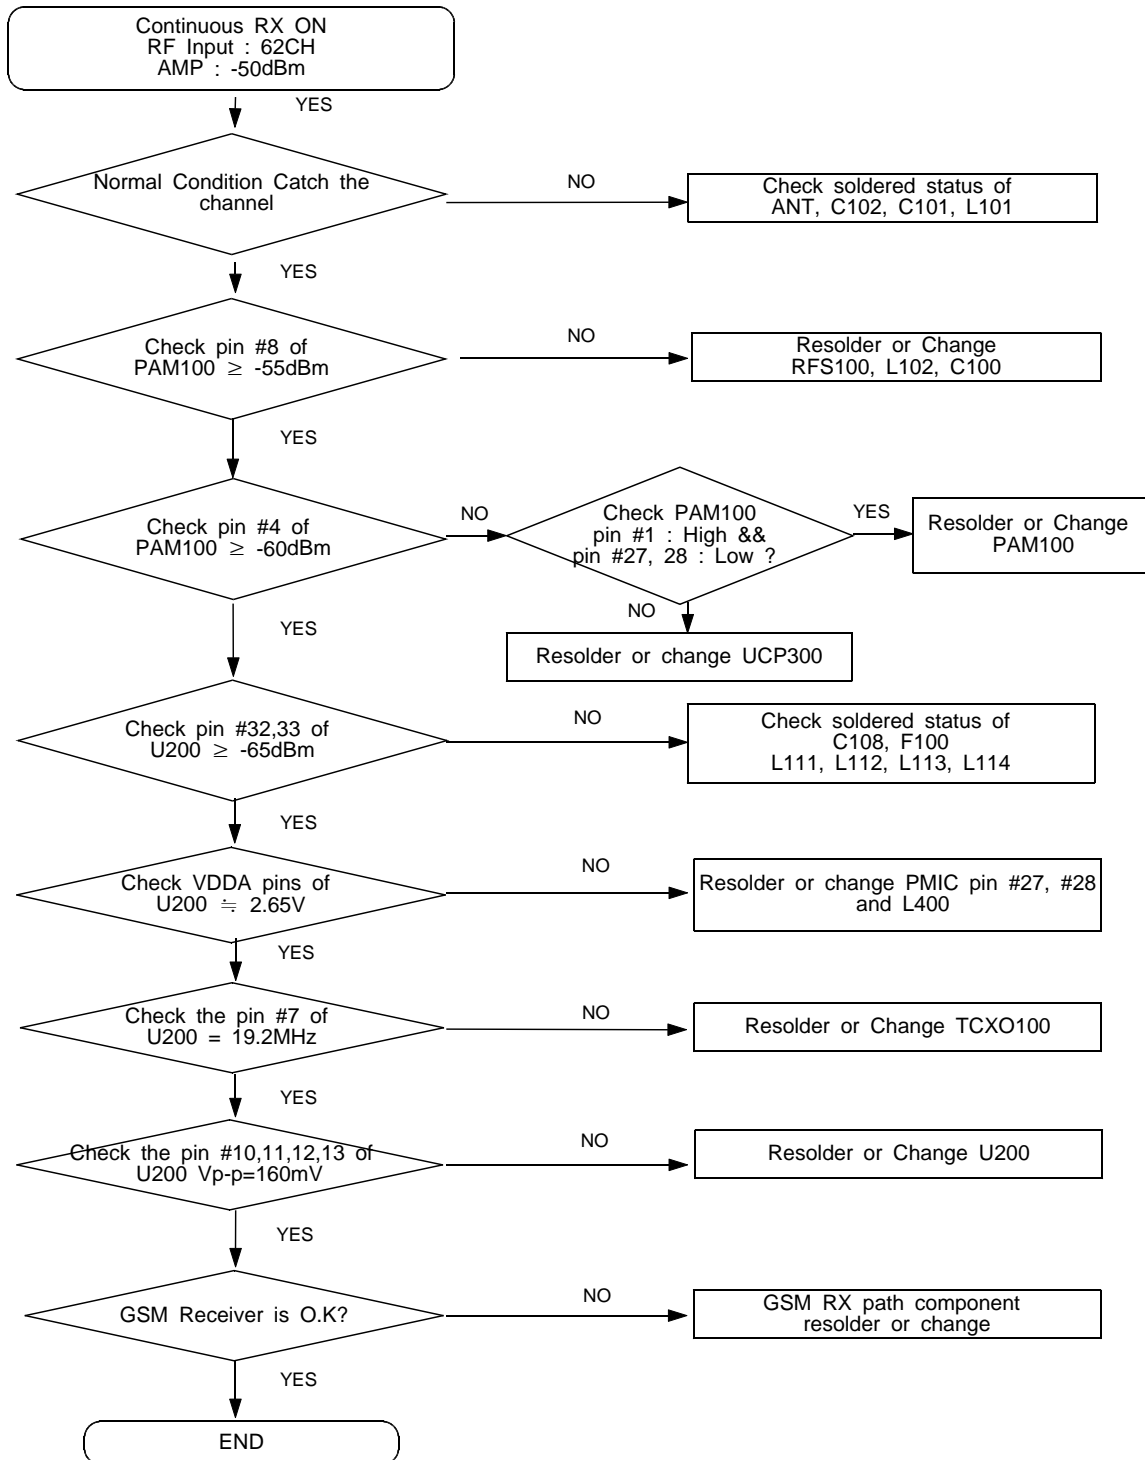 Continuous RX ON
RF Input : 62CH
AMP : -50dBm
YES
Normal Condition Catch the
channel
NO
Check soldered status of
ANT, C102, C101, L101
YES
Check pin #8 of
PAM100 ≥ -55dBm
NO
Resolder or Change
RFS100, L102, C100
YES
Check pin #4 of
PAM100 ≥ -60dBm
NO
Check PAM100
pin #1 : High &&
pin #27, 28 : Low ?
YES
Resolder or Change
PAM100
NO
Resolder or change UCP300
YES
Check pin #32,33 of
U200 ≥ -65dBm
NO
Check soldered status of
C108, F100
L111, L112, L113, L114
YES
Check VDDA pins of
U200 ≒ 2.65V
NO
Resolder or change PMIC pin #27, #28
and L400
YES
Check the pin #7 of
U200 = 19.2MHz
NO
Resolder or Change TCXO100
YES
Check the pin #10,11,12,13 of
U200 Vp-p=160mV
NO
Resolder or Change U200
YES
GSM Receiver is O.K?
NO
GSM RX path component
resolder or change
YES
END